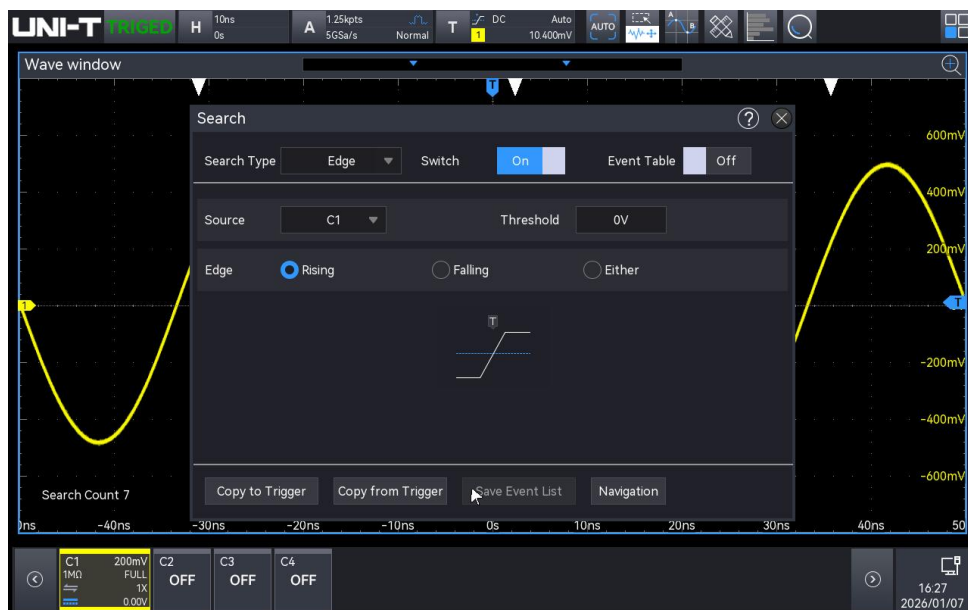 UNI-T TRIGED H 10ns 0s A 1.25kpts 5GSa/s Normal T DC 1 Auto 10.400mV AUTO A B
Wave window
T
Search ?
Search Type Edge Switch On Event Table Off
Source C1 Threshold 0V
Edge Rising Falling Either
T
600mV
400mV
200mV
1 T
-200mV
-400mV
-600mV
Search Count 7
Copy to Trigger Copy from Trigger Save Event List Navigation
0ns -40ns -30ns -20ns -10ns 0s 10ns 20ns 30ns 40ns 50
C1 200mV C2 C3 C4
1MΩ FULL OFF OFF OFF
1X
0.00V
16:27
2026/01/07